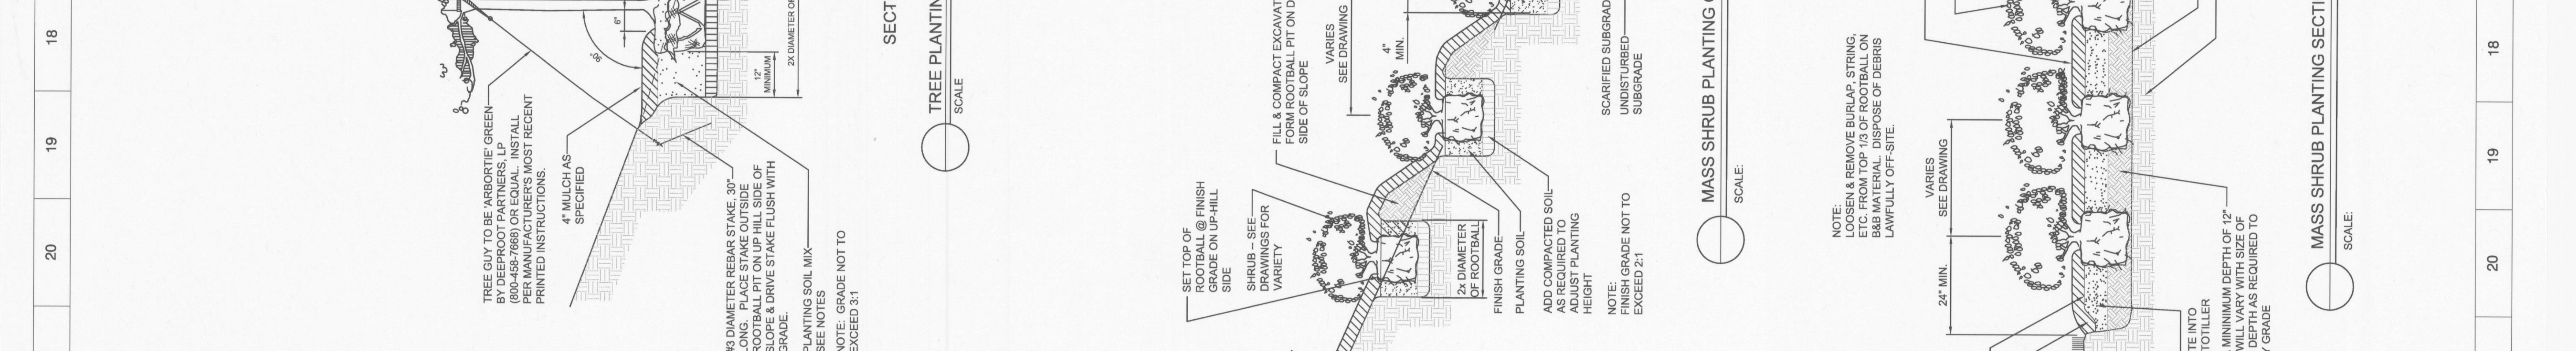 18
19
20
6"
90°
12"
MINIMUM
2X DIAMETER OF
SECT
TREE GUY TO BE 'ARBORTIE' GREEN
BY DEEPROOT PARTNERS, LP
(800-458-7668) OR EQUAL. INSTALL
PER MANUFACTURER'S MOST RECENT
PRINTED INSTRUCTIONS.
4" MULCH AS
SPECIFIED
#3 DIAMETER REBAR STAKE, 30"
LONG. PLACE STAKE OUTSIDE
ROOTBALL PIT ON UP HILL SIDE OF
SLOPE & DRIVE STAKE FLUSH WITH
GRADE.
PLANTING SOIL MIX
SEE NOTES
NOTE: GRADE NOT TO
EXCEED 3:1
TREE PLANTIN
SCALE
FILL & COMPACT EXCAVAT
FORM ROOTBALL PIT ON D
SIDE OF SLOPE
VARIES
SEE DRAWING
4"
MIN.
SET TOP OF
ROOTBALL @ FINISH
GRADE ON UP-HILL
SIDE
SHRUB – SEE
DRAWINGS FOR
VARIETY
2x DIAMETER
OF ROOTBALL
FINISH GRADE
PLANTING SOIL
ADD COMPACTED SOIL
AS REQUIRED TO
ADJUST PLANTING
HEIGHT
NOTE:
FINISH GRADE NOT TO
EXCEED 2:1
SCARIFIED SUBGRAD
UNDISTURBED
SUBGRADE
MASS SHRUB PLANTING
SCALE:
NOTE:
LOOSEN & REMOVE BURLAP, STRING,
ETC. FROM TOP 1/3 OF ROOTBALL ON
B&B MATERIAL. DISPOSE OF DEBRIS
LAWFULLY OFF-SITE.
VARIES
SEE DRAWING
24" MIN.
TE INTO
TOTILLER
MININIMUM DEPTH OF 12"
WILL VARY WITH SIZE OF
DEPTH AS REQUIRED TO
GRADE
MASS SHRUB PLANTING SECTI
SCALE:
18
19
20